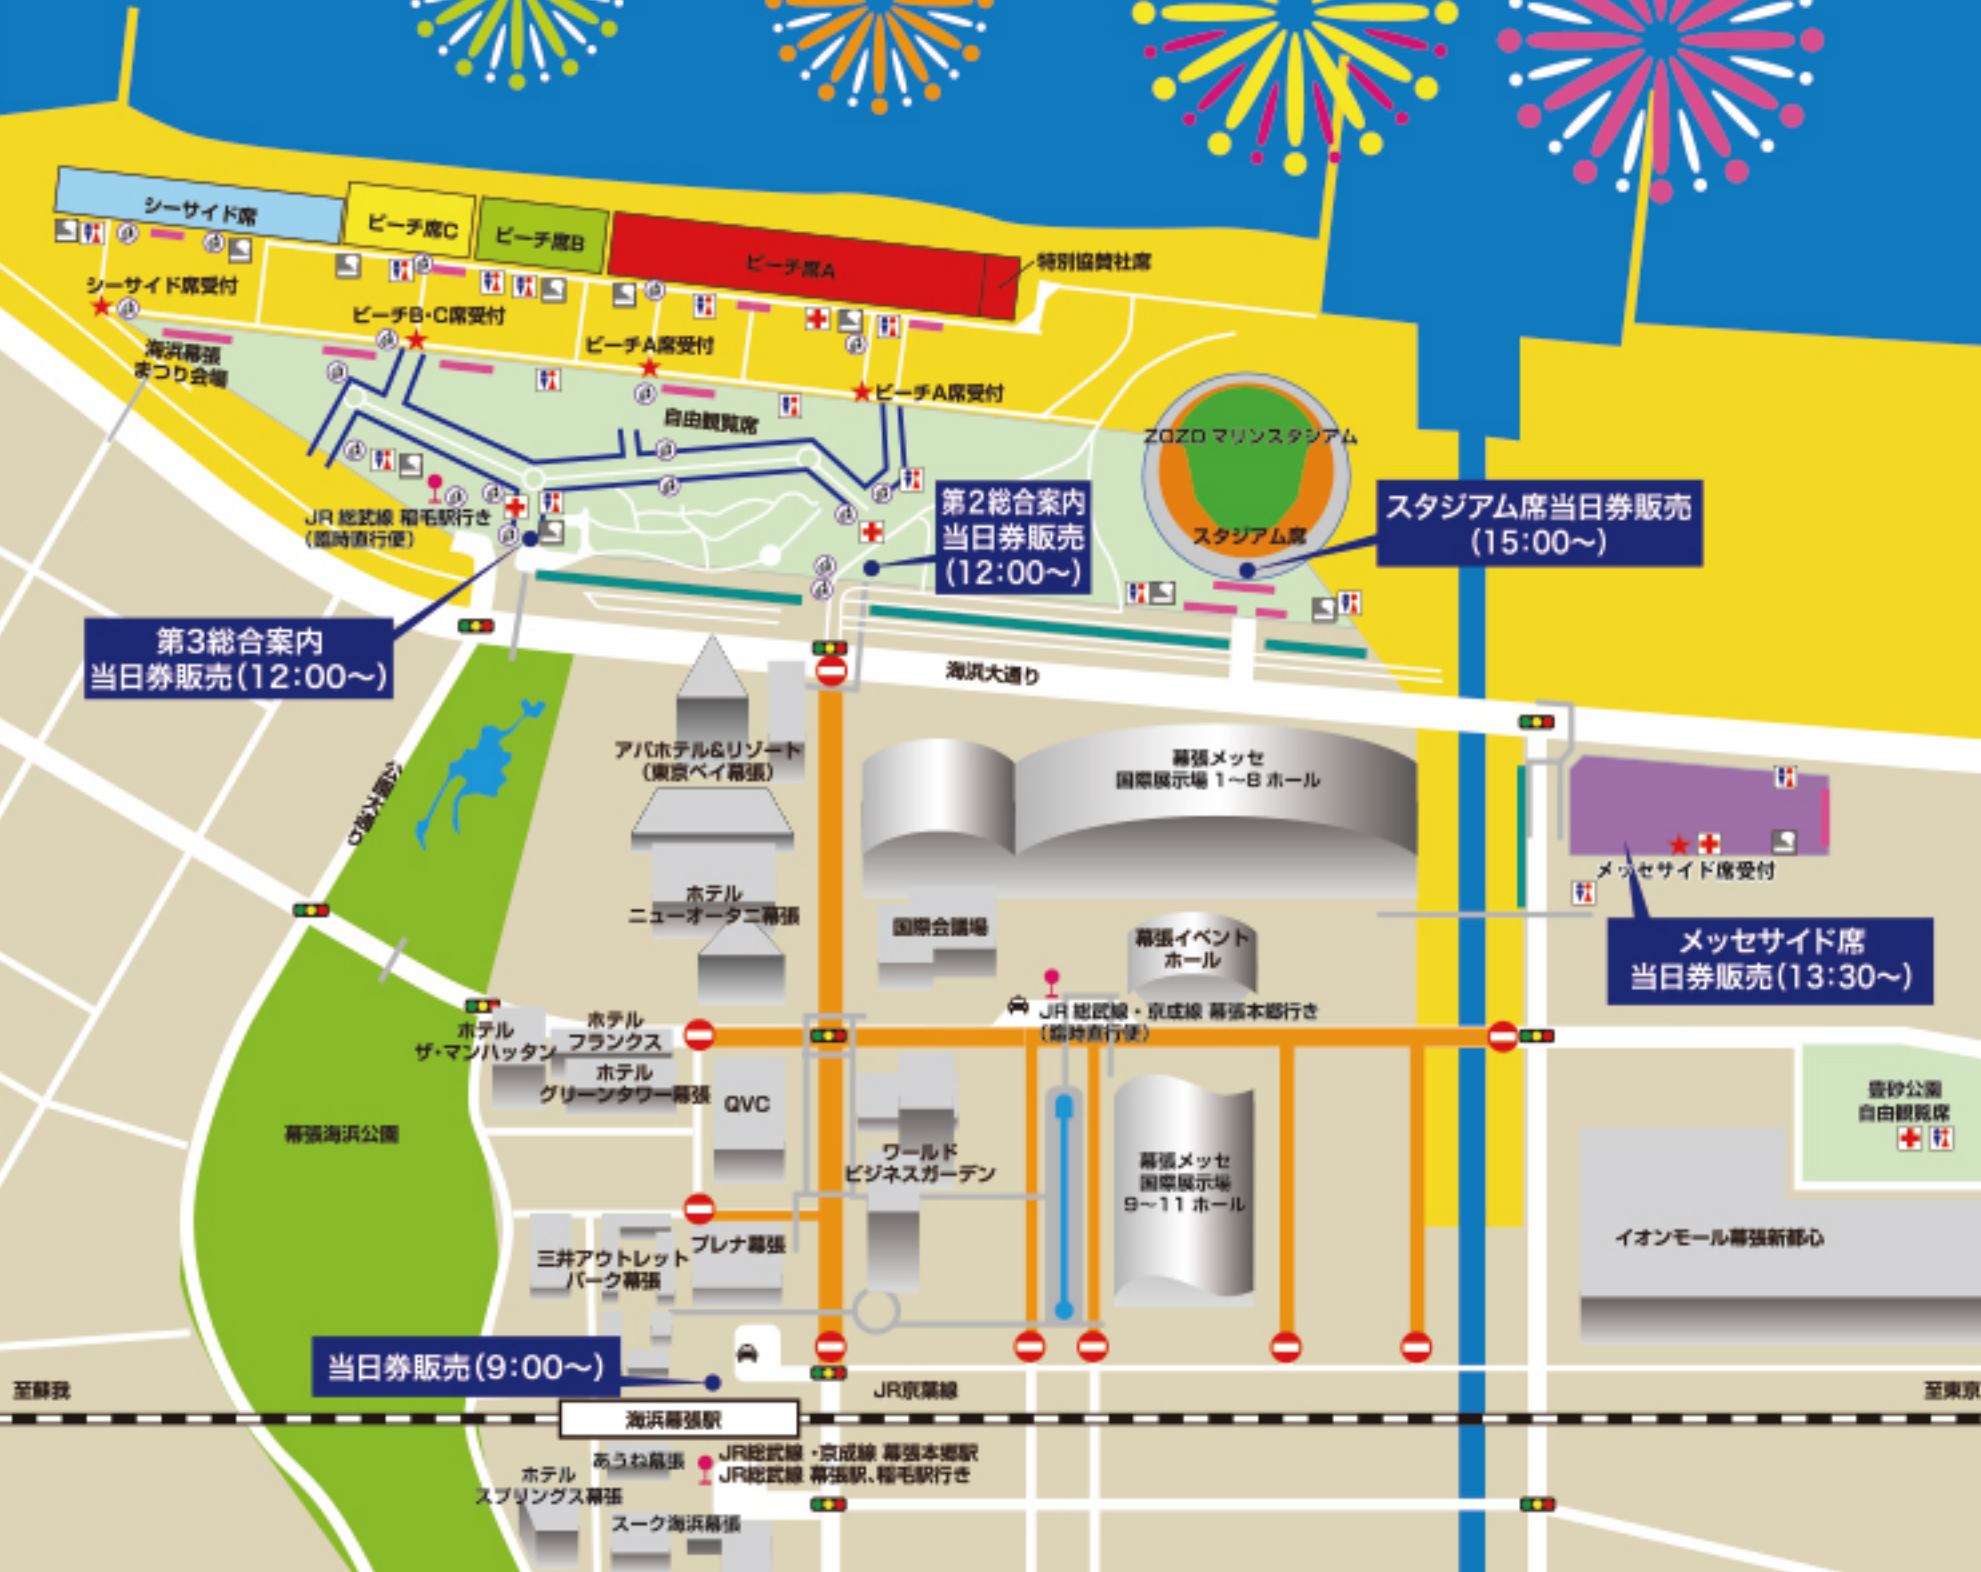 シーサイド席
ビーチ席C
ビーチ席B
ビーチ席A
特別協賛社席
シーサイド席受付
ビーチB・C席受付
ビーチA席受付
ビーチA席受付
海浜幕張
まつり会場
自由観覧席
ZOZO マリンスタジアム
スタジアム席
JR 総武線 稲毛駅行き
(臨時直行便)
第2総合案内
当日券販売
(12:00～)
スタジアム席当日券販売
(15:00～)
第3総合案内
当日券販売(12:00～)
海浜大通り
アパホテル&リゾート
(東京ベイ幕張)
幕張メッセ
国際展示場 1～8 ホール
公園大通り
ホテル
ニューオータニ幕張
国際会議場
幕張イベント
ホール
メッセサイド席受付
メッセサイド席
当日券販売(13:30～)
JR 総武線・京成線 幕張本郷行き
(臨時直行便)
ホテル
ザ・マンハッタン
ホテル
フランクス
ホテル
グリーンタワー幕張
QVC
ワールド
ビジネスガーデン
幕張メッセ
国際展示場
9～11 ホール
豊砂公園
自由観覧席
幕張海浜公園
イオンモール幕張新都心
三井アウトレット
パーク幕張
プレナ幕張
当日券販売(9:00～)
至蘇我
JR京葉線
至東京
海浜幕張駅
あうね幕張
JR総武線・京成線 幕張本郷駅
JR総武線 幕張駅、稲毛駅行き
ホテル
スプリングス幕張
スーク海浜幕張